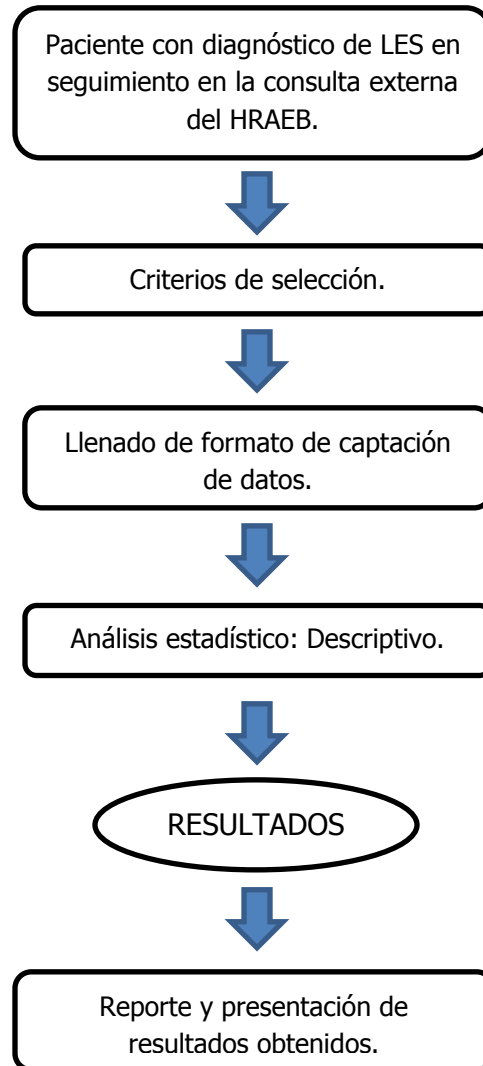 Paciente con diagnóstico de LES en
seguimiento en la consulta externa
del HRAEB.
Criterios de selección.
Llenado de formato de captación
de datos.
Análisis estadístico: Descriptivo.
RESULTADOS
Reporte y presentación de
resultados obtenidos.